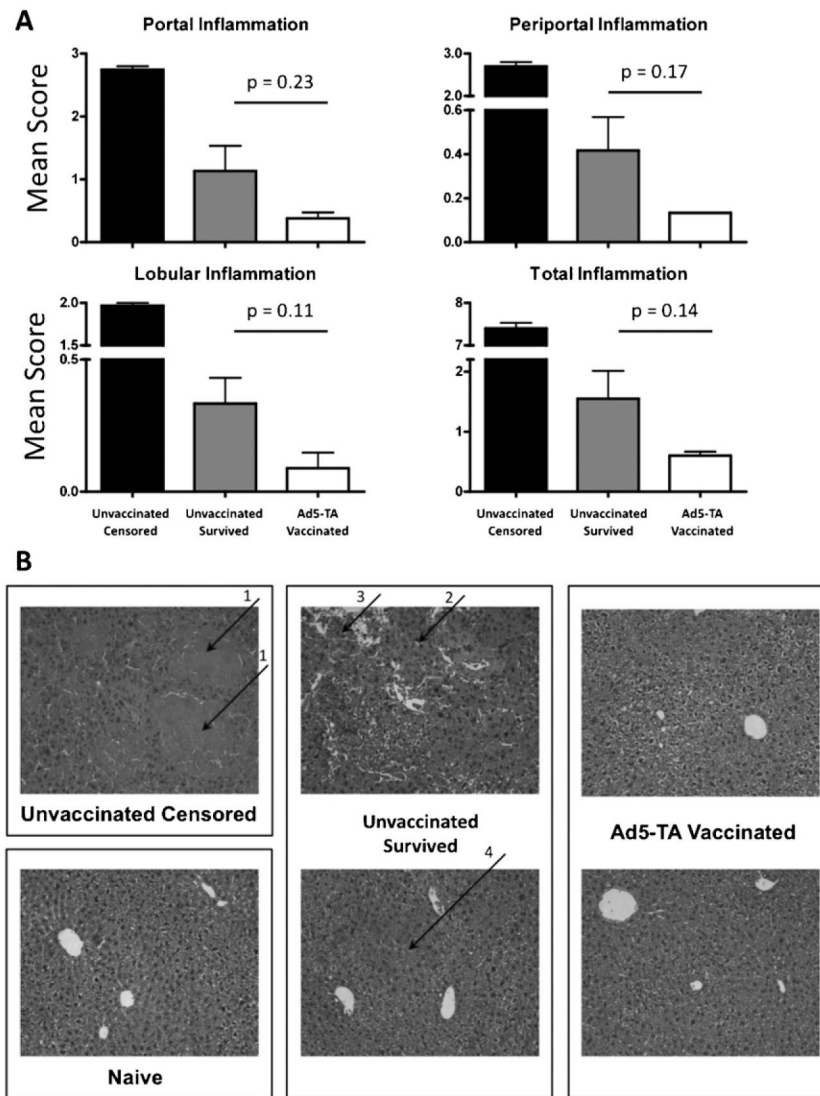 A
Portal Inflammation
Mean Score
3
2
1
0
p = 0.23
Periportal Inflammation
3.0
2.0
0.6
0.4
0.2
0.0
p = 0.17
Lobular Inflammation
Mean Score
2.0
1.5
0.5
0.0
p = 0.11
Unvaccinated
Censored
Unvaccinated
Survived
Ad5-TA
Vaccinated
Total Inflammation
8
7
2
1
0
p = 0.14
Unvaccinated
Censored
Unvaccinated
Survived
Ad5-TA
Vaccinated
B
1
1
Unvaccinated Censored
3
2
Unvaccinated
Survived
4
Ad5-TA Vaccinated
Naive